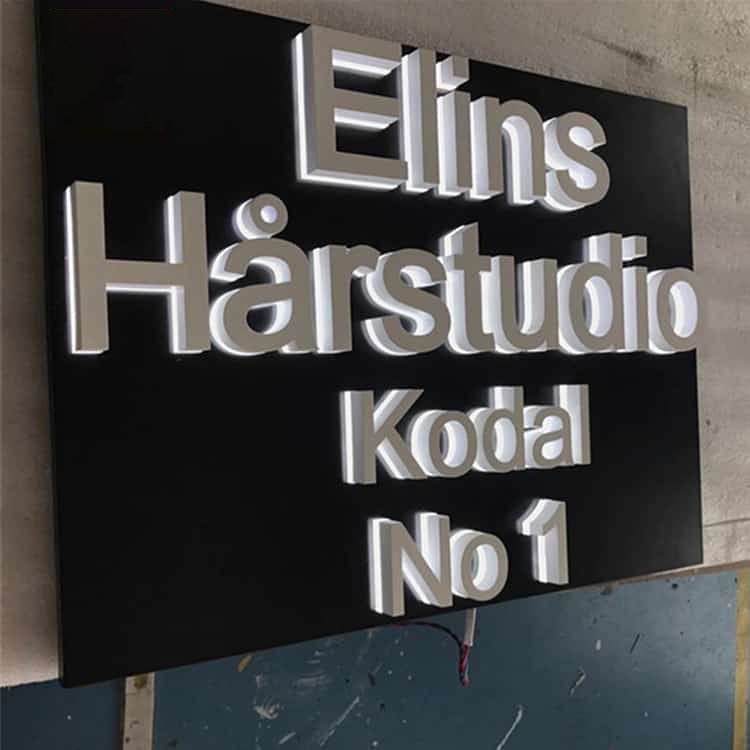 Elins
Hårstudio
Kodal
No 1